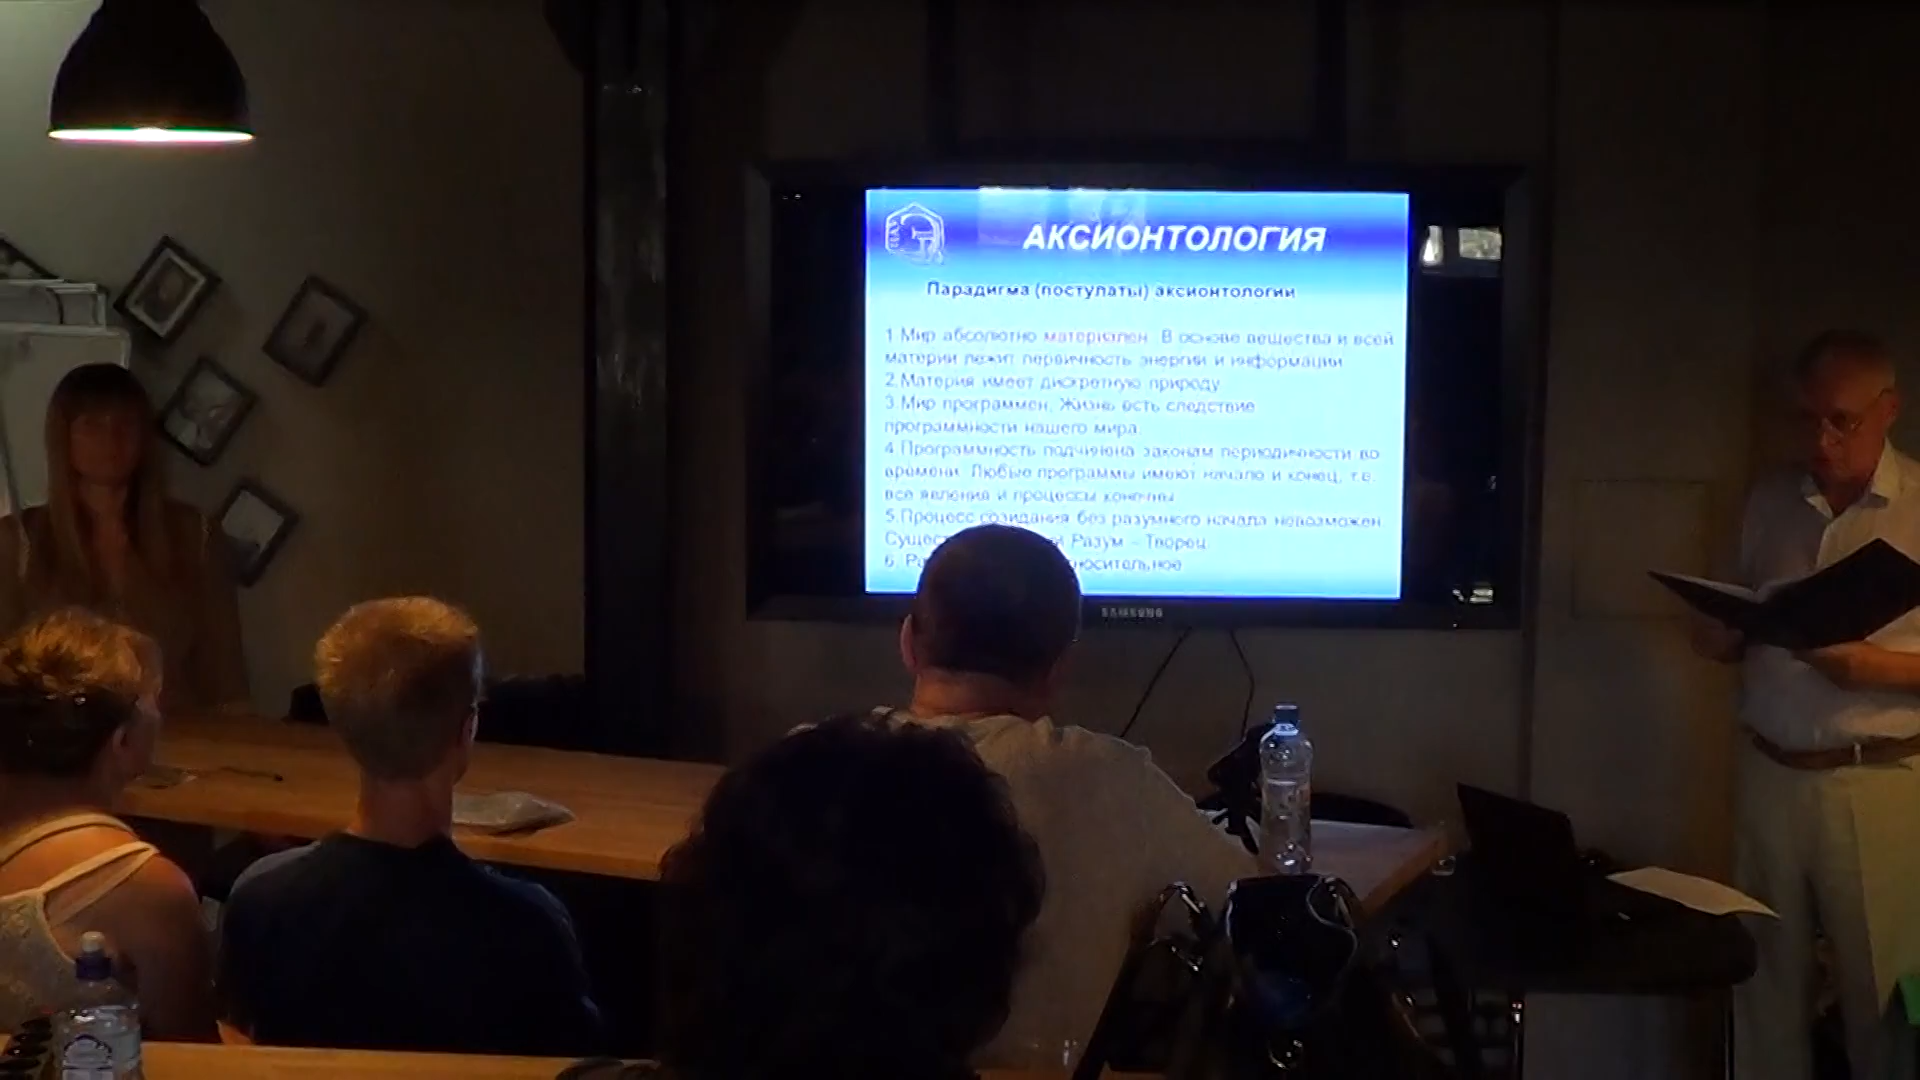 АКСИОНТОЛОГИЯ
Парадигма (постулаты) аксионтологии
1.Мир абсолютно материален. В основе вещества и всей
материи лежит первичность энергии и информации
2.Материя имеет дискретную природу
3.Мир программен. Жизнь есть следствие
программности нашего мира.
4.Программность подчинена законам периодичности во
времени. Любые программы имеют начало и конец, т.е.
все явления и процессы конечны
5.Процесс созидания без разумного начала невозможен.
Разум – Творец.
6.
SAMSUNG